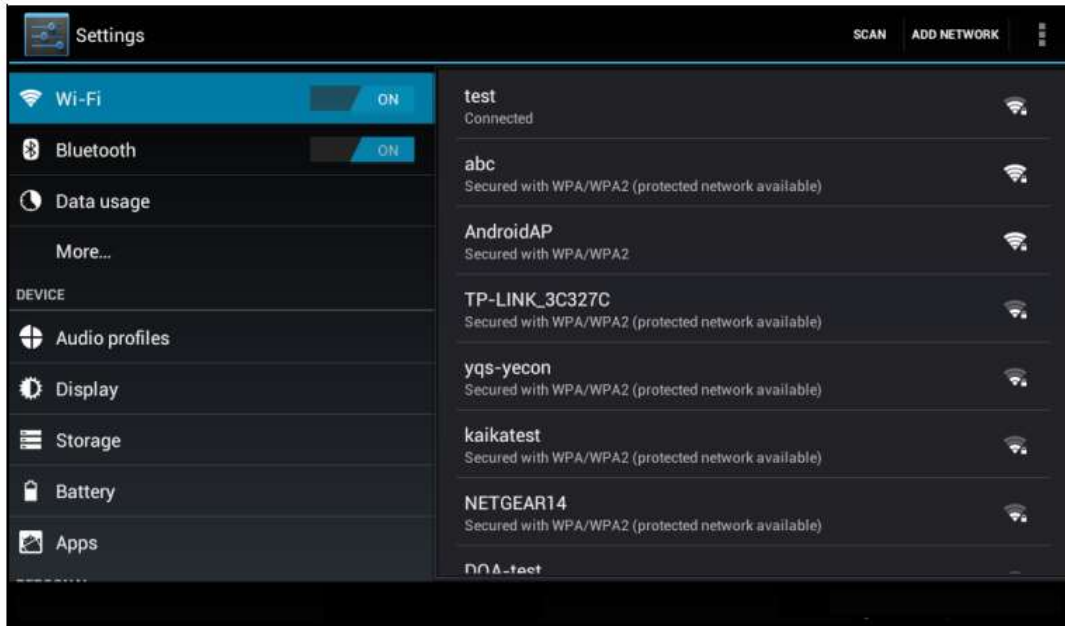 Settings
SCAN
ADD NETWORK
Wi-Fi
ON
Bluetooth
ON
Data usage
More...
DEVICE
Audio profiles
Display
Storage
Battery
Apps
test
Connected
abc
Secured with WPA/WPA2 (protected network available)
AndroidAP
Secured with WPA/WPA2
TP-LINK_3C327C
Secured with WPA/WPA2 (protected network available)
yqs-yecon
Secured with WPA/WPA2 (protected network available)
kaikatest
Secured with WPA/WPA2 (protected network available)
NETGEAR14
Secured with WPA/WPA2 (protected network available)